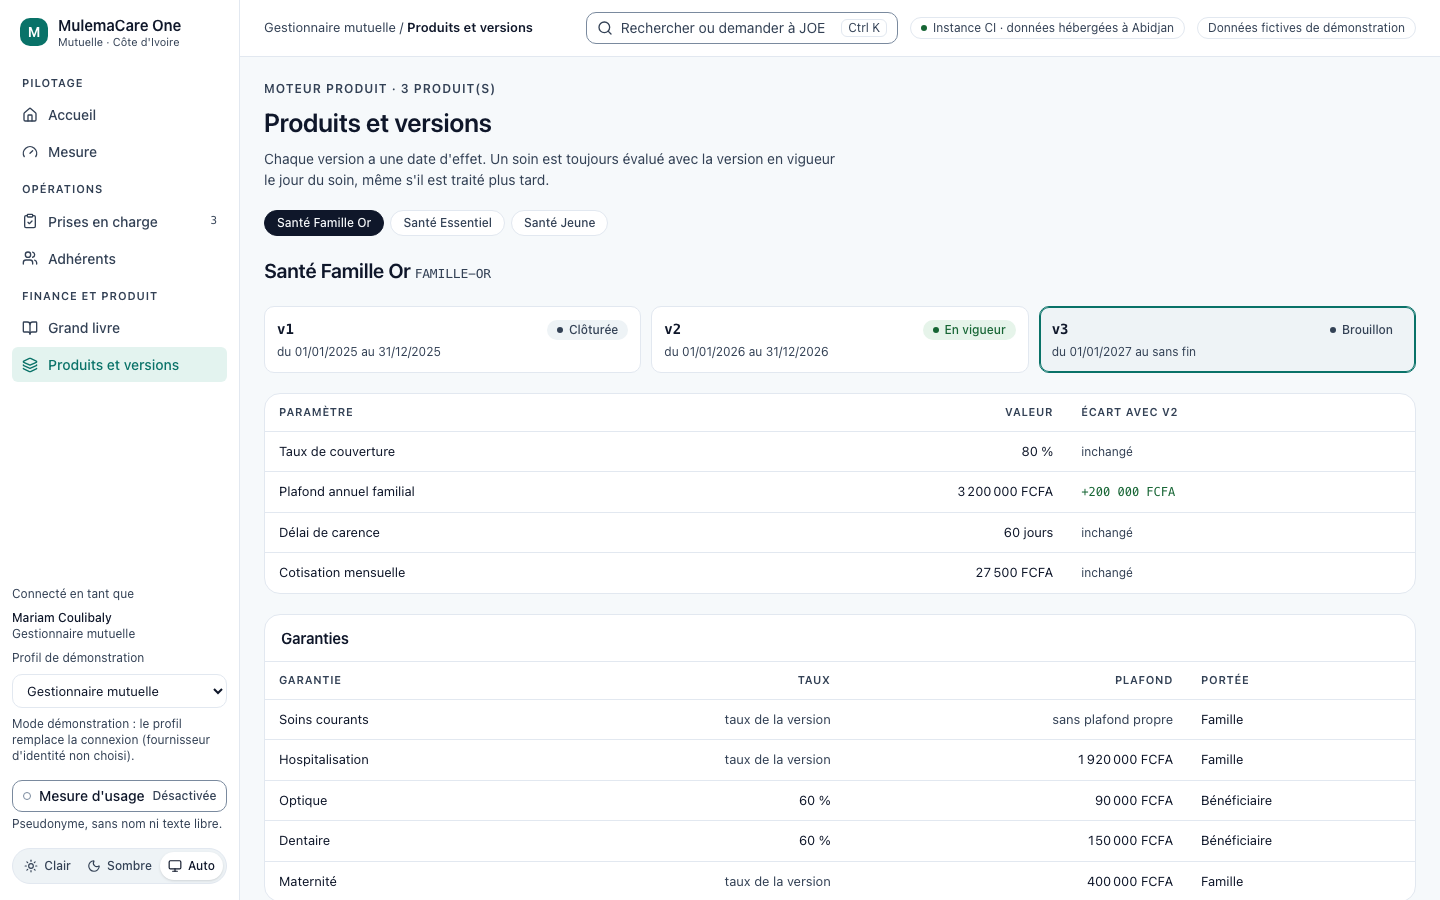 M
MulemaCare One
Mutuelle · Côte d'Ivoire
PILOTAGE
Accueil
Mesure
OPÉRATIONS
Prises en charge 3
Adhérents
FINANCE ET PRODUIT
Grand livre
Produits et versions
Connecté en tant que
Mariam Coulibaly
Gestionnaire mutuelle
Profil de démonstration
Gestionnaire mutuelle
Mode démonstration : le profil
remplace la connexion (fournisseur
d'identité non choisi).
Mesure d'usage Désactivée
Pseudonyme, sans nom ni texte libre.
Clair Sombre Auto
Gestionnaire mutuelle / Produits et versions
Rechercher ou demander à JOE Ctrl K
Instance CI · données hébergées à Abidjan
Données fictives de démonstration
MOTEUR PRODUIT · 3 PRODUIT(S)
Produits et versions
Chaque version a une date d'effet. Un soin est toujours évalué avec la version en vigueur
le jour du soin, même s'il est traité plus tard.
Santé Famille Or Santé Essentiel Santé Jeune
Santé Famille Or FAMILLE-OR
v1 Clôturée
du 01/01/2025 au 31/12/2025
v2 En vigueur
du 01/01/2026 au 31/12/2026
v3 Brouillon
du 01/01/2027 au sans fin
PARAMÈTRE VALEUR ÉCART AVEC V2
Taux de couverture 80 % inchangé
Plafond annuel familial 3 200 000 FCFA +200 000 FCFA
Délai de carence 60 jours inchangé
Cotisation mensuelle 27 500 FCFA inchangé
Garanties
GARANTIE TAUX PLAFOND PORTÉE
Soins courants taux de la version sans plafond propre Famille
Hospitalisation taux de la version 1 920 000 FCFA Famille
Optique 60 % 90 000 FCFA Bénéficiaire
Dentaire 60 % 150 000 FCFA Bénéficiaire
Maternité taux de la version 400 000 FCFA Famille